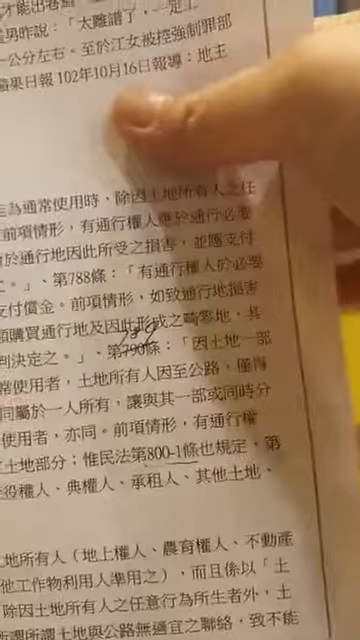 才能出巷道
男昨說：「太離譜了，一定上
一公分左右。至於江女被控強制罪部
蘋果日報 102年10月16日報導：地主
為通常使用時，除因土地所有人之任
前項情形，有通行權人應於通行必要
於通行地因此所受之損害，並應支付
。」、第788條：「有通行權人於必要
支付償金。前項情形，如致通行地損害
購買通行地及因此形成之畸零地，其
判決定之。」、第790條：「因土地一部
789
常使用者，土地所有人因至公路，僅得
同屬於一人所有，讓與其一部或同時分
使用者，亦同。前項情形，有通行權
土地部分；惟民法第800-1條也規定，第
役權人、典權人、承租人、其他土地、
地所有人（地上權人、農育權人、不動產
他工作物利用人準用之），而且係以「土
除因土地所有人之任意行為所生者外，土
所謂土地與公路無適宜之聯絡，致不能